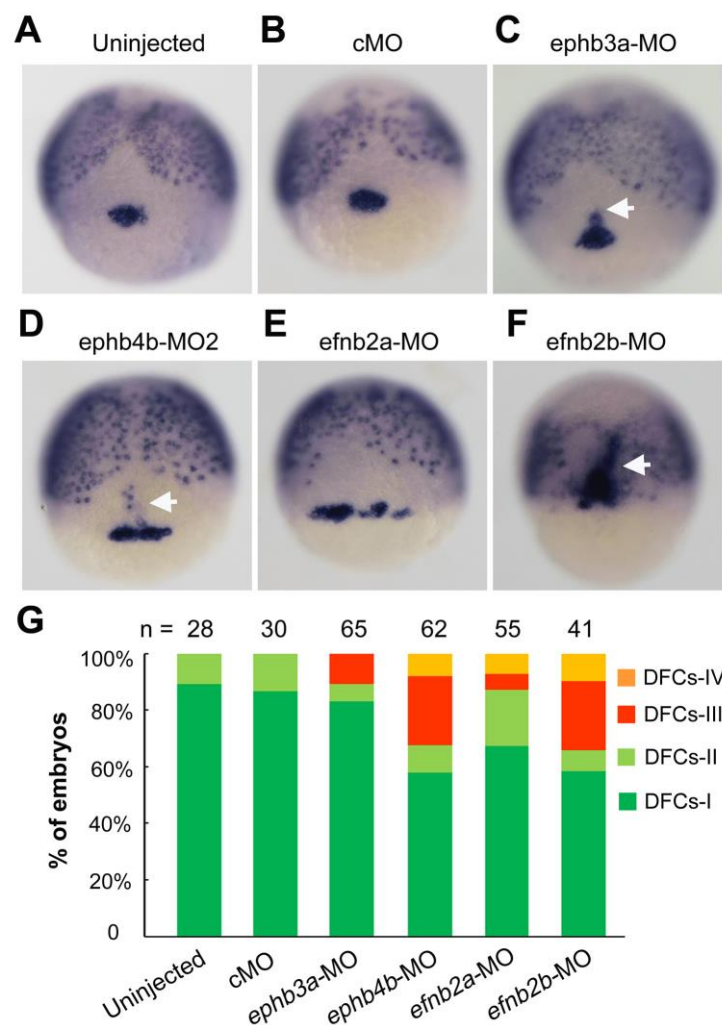 A
Uninjected
B
cMO
C
ephb3a-MO
D
ephb4b-MO2
E
efnb2a-MO
F
efnb2b-MO
G
n = 28 30 65 62 55 41
100%
80%
60%
40%
20%
0
% of embryos
DFCs-IV
DFCs-III
DFCs-II
DFCs-I
Uninjected
cMO
ephb3a-MO
ephb4b-MO
efnb2a-MO
efnb2b-MO